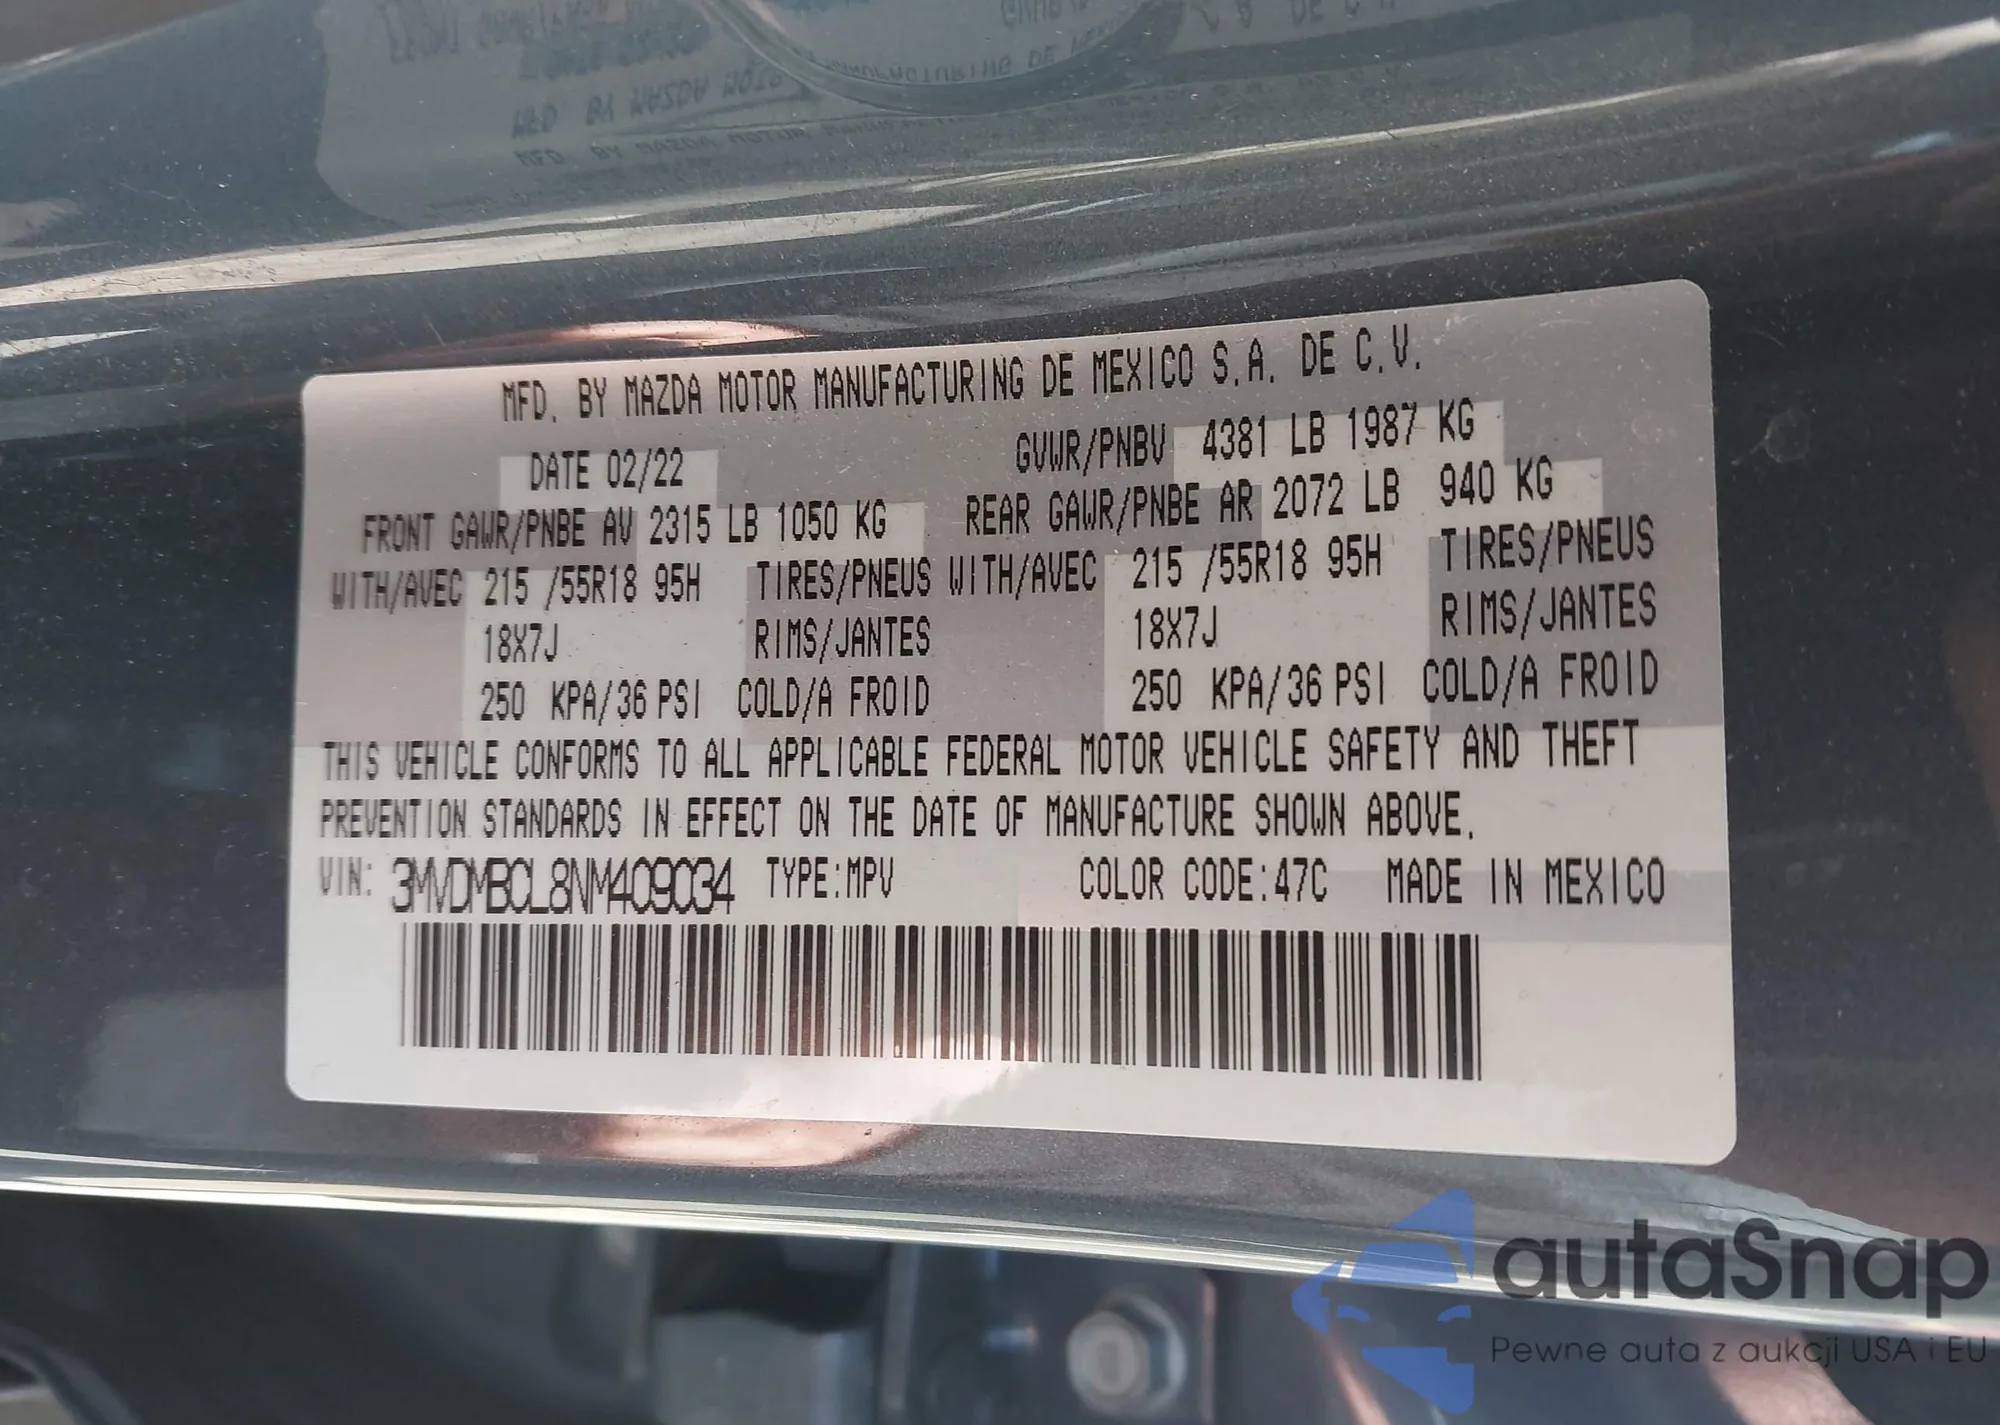 MFD. BY MAZDA MOTOR MANUFACTURING DE MEXICO S.A. DE C.V.
DATE 02/22 GVWR/PNBV 4381 LB 1987 KG
FRONT GAWR/PNBE AV 2315 LB 1050 KG REAR GAWR/PNBE AR 2072 LB 940 KG
WITH/AVEC 215 /55R18 95H TIRES/PNEUS WITH/AVEC 215 /55R18 95H TIRES/PNEUS
18X7J RIMS/JANTES 18X7J RIMS/JANTES
250 KPA/36 PSI COLD/A FROID 250 KPA/36 PSI COLD/A FROID
THIS VEHICLE CONFORMS TO ALL APPLICABLE FEDERAL MOTOR VEHICLE SAFETY AND THEFT
PREVENTION STANDARDS IN EFFECT ON THE DATE OF MANUFACTURE SHOWN ABOVE.
VIN: 3MVDMBCL8NM409034 TYPE:MPV COLOR CODE:47C MADE IN MEXICO
autaSnap
Pewne auta z aukcji USA i EU